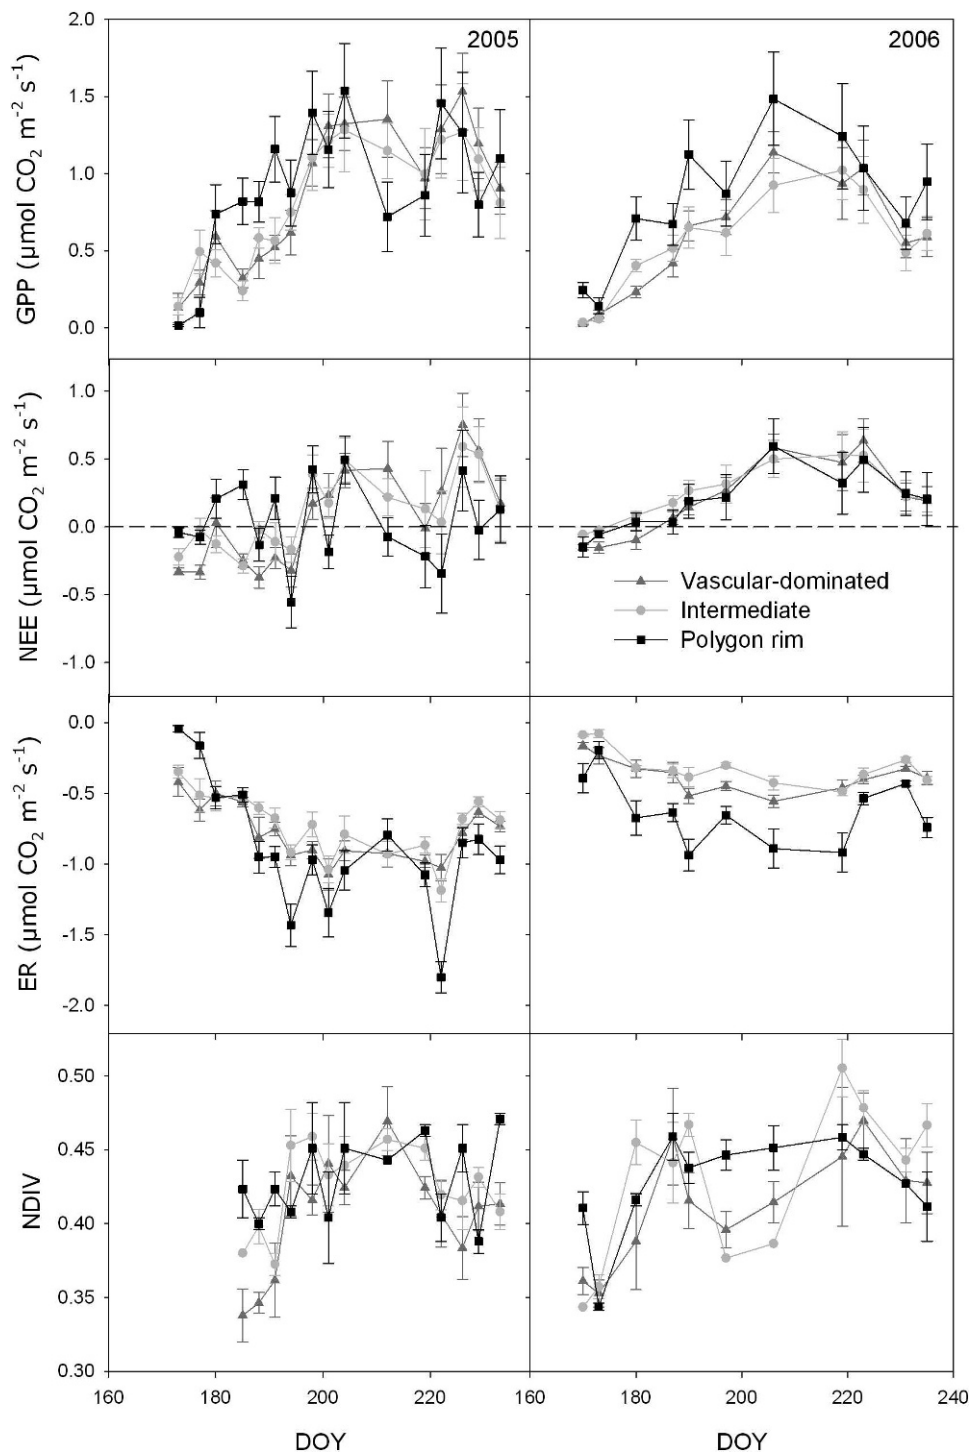 2005
2006
GPP (μmol CO₂ m⁻² s⁻¹)
2.0
1.5
1.0
0.5
0.0
NEE (μmol CO₂ m⁻² s⁻¹)
1.0
0.5
0.0
-0.5
-1.0
Vascular-dominated
Intermediate
Polygon rim
ER (μmol CO₂ m⁻² s⁻¹)
0.0
-0.5
-1.0
-1.5
-2.0
NDIV
0.50
0.45
0.40
0.35
0.30
160 180 200 220 160 180 200 220 240
DOY DOY